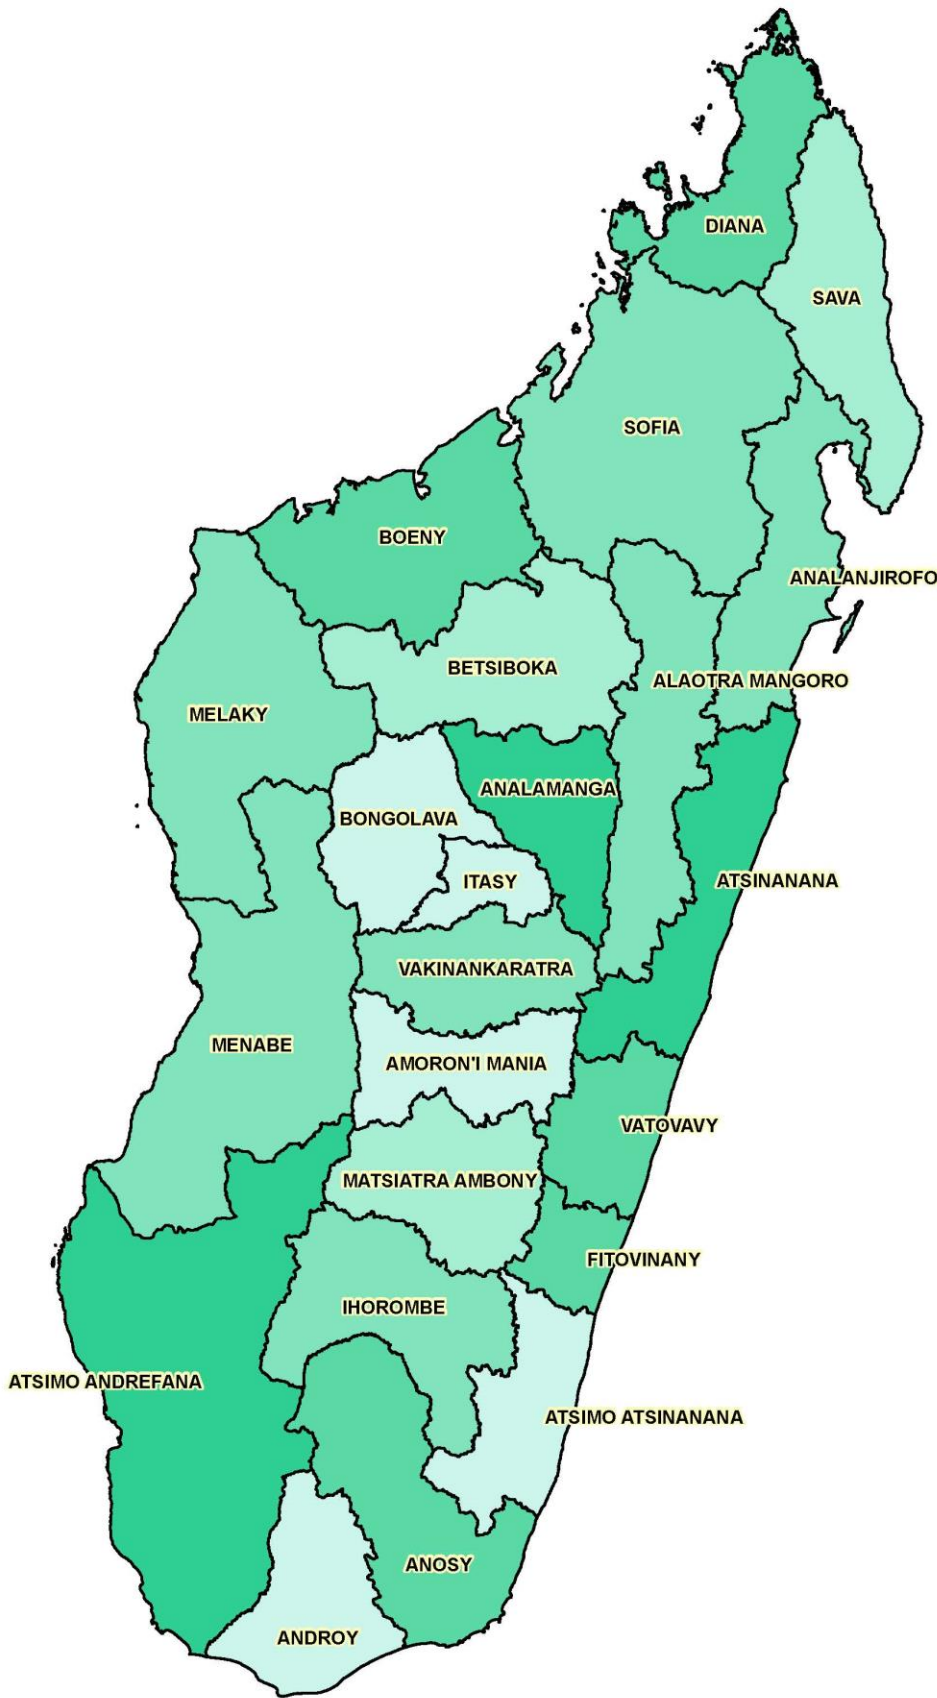 DIANA
SAVA
SOFIA
BOENY
ANALANJIROFO
BETSIBOKA
ALAOTRA MANGORO
MELAKY
ANALAMANGA
BONGOLAVA
ITASY
ATSINANANA
VAKINANKARATRA
MENABE
AMORON'I MANIA
VATOVAVY
MATSIATRA AMBONY
FITOVINANY
IHOROMBE
ATSIMO ANDREFANA
ATSIMO ATSINANANA
ANOSY
ANDROY